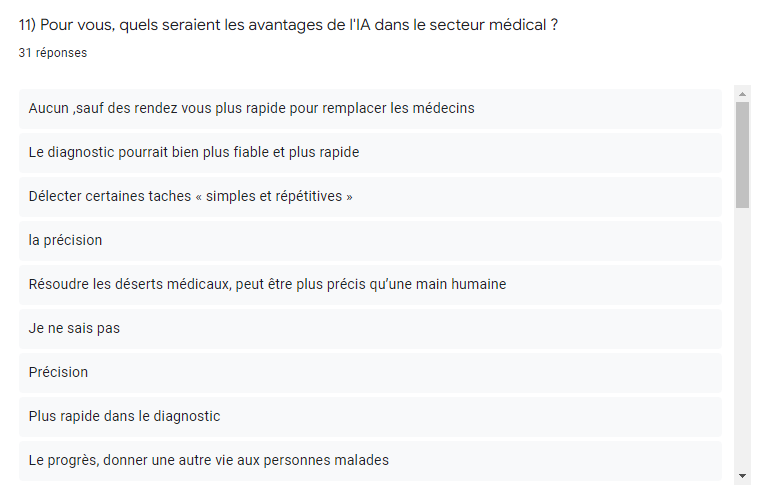 11) Pour vous, quels seraient les avantages de l'IA dans le secteur médical ?
31 réponses
Aucun ,sauf des rendez vous plus rapide pour remplacer les médecins
Le diagnostic pourrait bien plus fiable et plus rapide
Délecter certaines taches « simples et répétitives »
la précision
Résoudre les déserts médicaux, peut être plus précis qu’une main humaine
Je ne sais pas
Précision
Plus rapide dans le diagnostic
Le progrès, donner une autre vie aux personnes malades